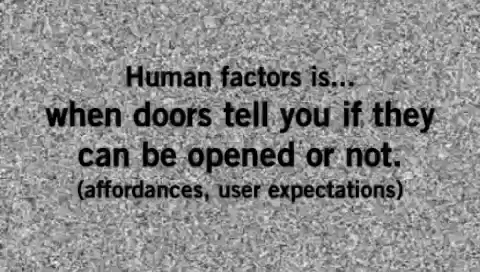 Human factors is...
when doors tell you if they
can be opened or not.
(affordances, user expectations)